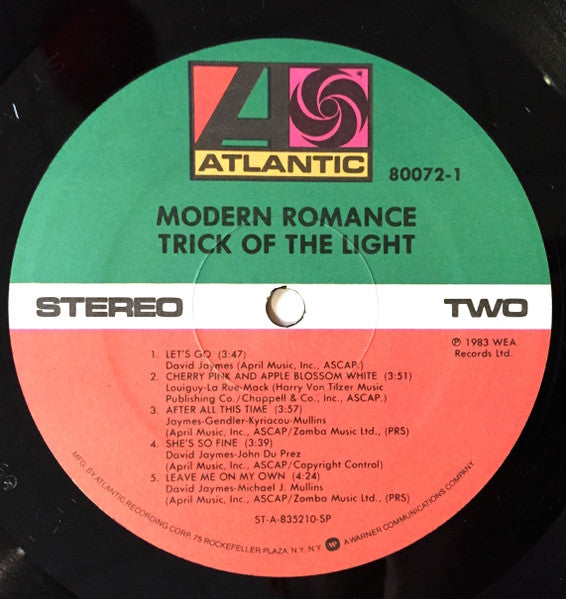 ATLANTIC
80072-1
MODERN ROMANCE
TRICK OF THE LIGHT
STEREO
TWO
℗ 1983 WEA
Records Ltd.
1. LET'S GO (3:47)
David Jaymes (April Music, Inc., ASCAP.)
2. CHERRY PINK AND APPLE BLOSSOM WHITE (3:51)
Louiguy-La Rue-Mack (Harry Von Tilzer Music
Publishing Co./Chappell & Co., Inc. ASCAP.)
3. AFTER ALL THIS TIME (3:57)
Jaymes-Gendler-Kyriacou-Mullins
(April Music, Inc., ASCAP/Zomba Music Ltd., (PRS)
4. SHE'S SO FINE (3:39)
David Jaymes-John Du Prez
(April Music, Inc., ASCAP/Copyright Control)
5. LEAVE ME ON MY OWN (4:24)
David Jaymes-Michael J. Mullins
(April Music, Inc., ASCAP/Zomba Music Ltd., (PRS)
ST-A-835210-SP
MFG. BY ATLANTIC RECORDING CORP. 75 ROCKEFELLER PLAZA, N.Y., N.Y. A WARNER COMMUNICATIONS COMPANY